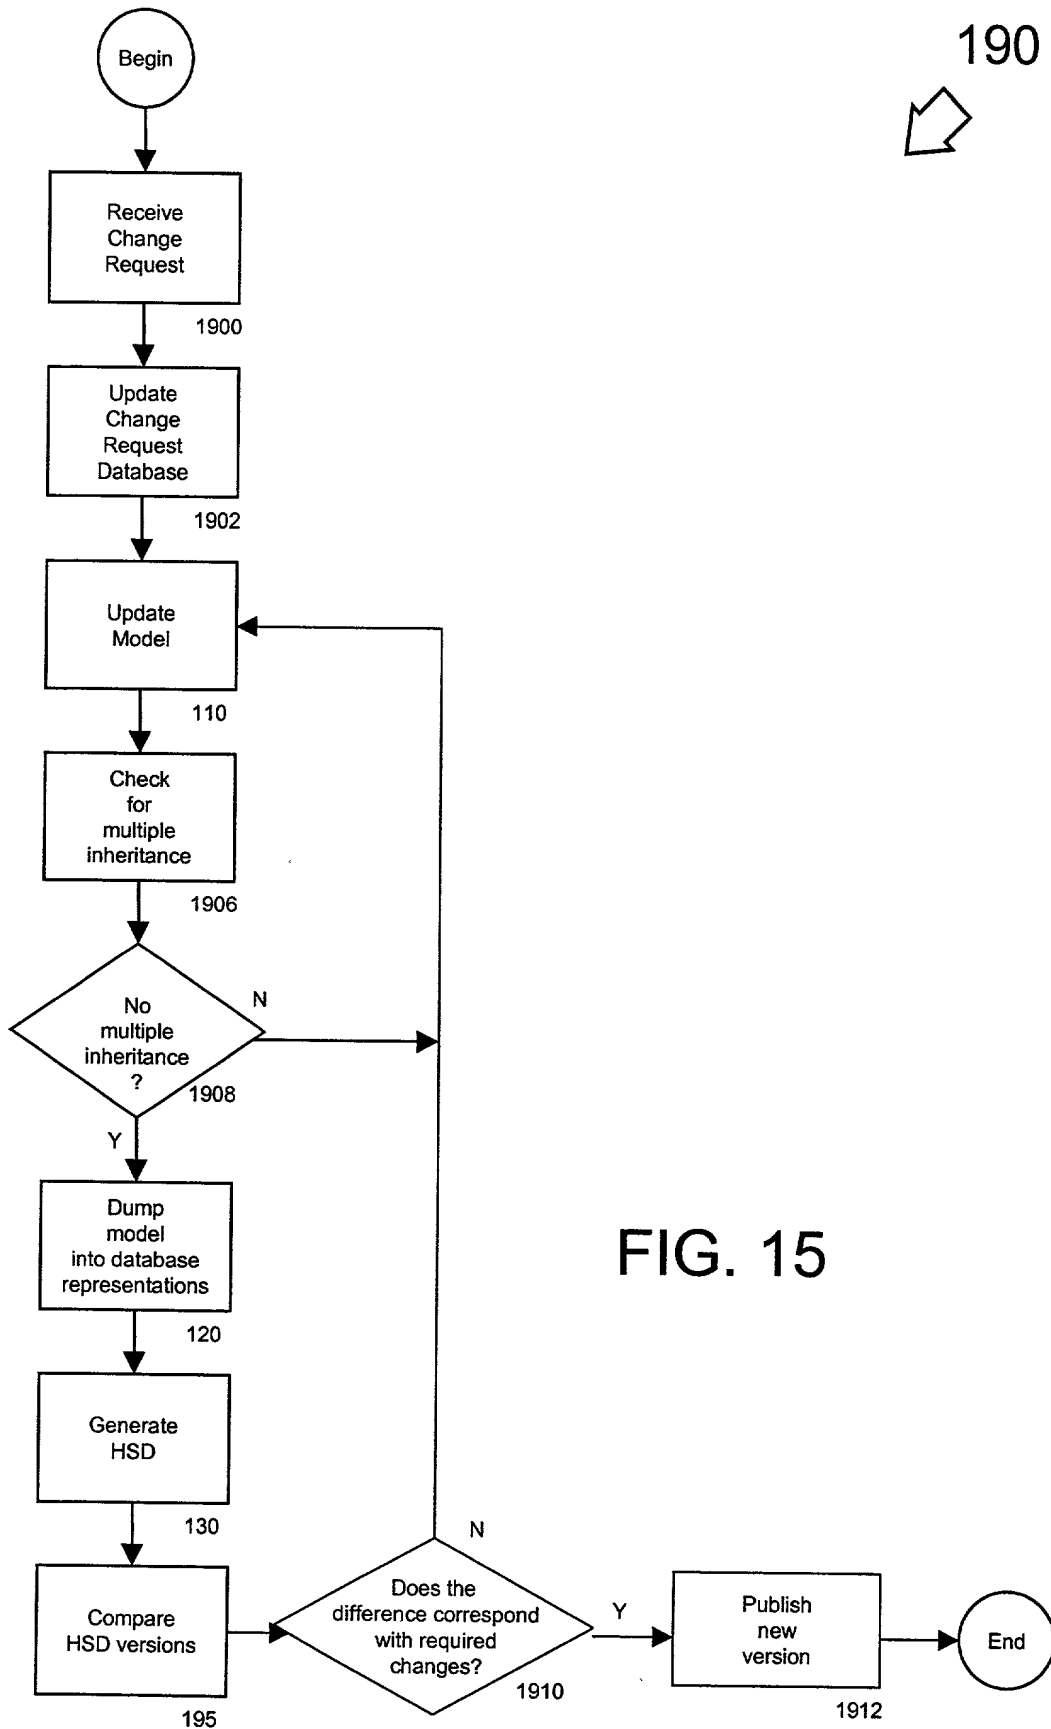 Begin
190
Receive
Change
Request
1900
Update
Change
Request
Database
1902
Update
Model
110
Check
for
multiple
inheritance
1906
No
multiple
inheritance
?
N
1908
Y
Dump
model
into database
representations
120
FIG. 15
Generate
HSD
130
Compare
HSD versions
195
N
Does the
difference correspond
with required
changes?
1910
Y
Publish
new
version
1912
End